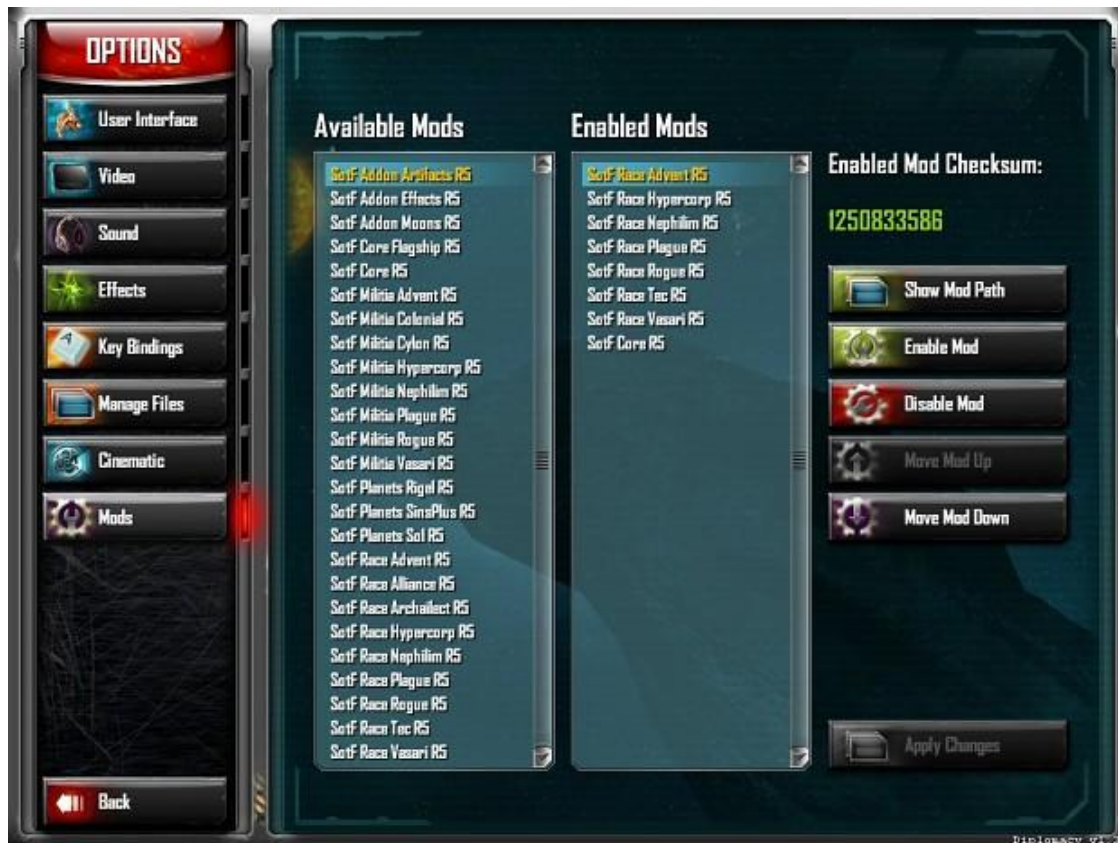 OPTIONS
User Interface
Video
Sound
Effects
Key Bindings
Manage Files
Cinematic
Mods
Back
Available Mods
SotF Addon Artifacts R5
SotF Addon Effects R5
SotF Addon Moons R5
SotF Core Flagship R5
SotF Core R5
SotF Militia Advent R5
SotF Militia Colonial R5
SotF Militia Cylon R5
SotF Militia Hypercorp R5
SotF Militia Nephilim R5
SotF Militia Plague R5
SotF Militia Rogue R5
SotF Militia Vasari R5
SotF Planets Rigel R5
SotF Planets SinsPlus R5
SotF Planets Sol R5
SotF Race Advent R5
SotF Race Alliance R5
SotF Race Archailect R5
SotF Race Hypercorp R5
SotF Race Nephilim R5
SotF Race Plague R5
SotF Race Rogue R5
SotF Race Tec R5
SotF Race Vasari R5
Enabled Mods
SotF Race Advent R5
SotF Race Hypercorp R5
SotF Race Nephilim R5
SotF Race Plague R5
SotF Race Rogue R5
SotF Race Tec R5
SotF Race Vasari R5
SotF Core R5
Enabled Mod Checksum:
1250833586
Show Mod Path
Enable Mod
Disable Mod
Move Mod Up
Move Mod Down
Apply Changes
Diplomacy